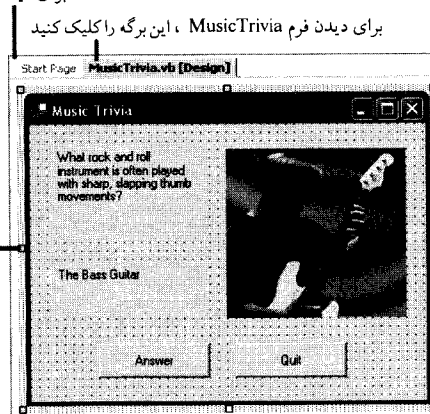 برای دیدن فرم MusicTrivia ، این برگه را کلیک کنید
Start Page MusicTrivia.vb [Design]
Music Trivia
What rock and roll
instrument is often played
with sharp, slapping thumb
movements?
The Bass Guitar
Answer Quit